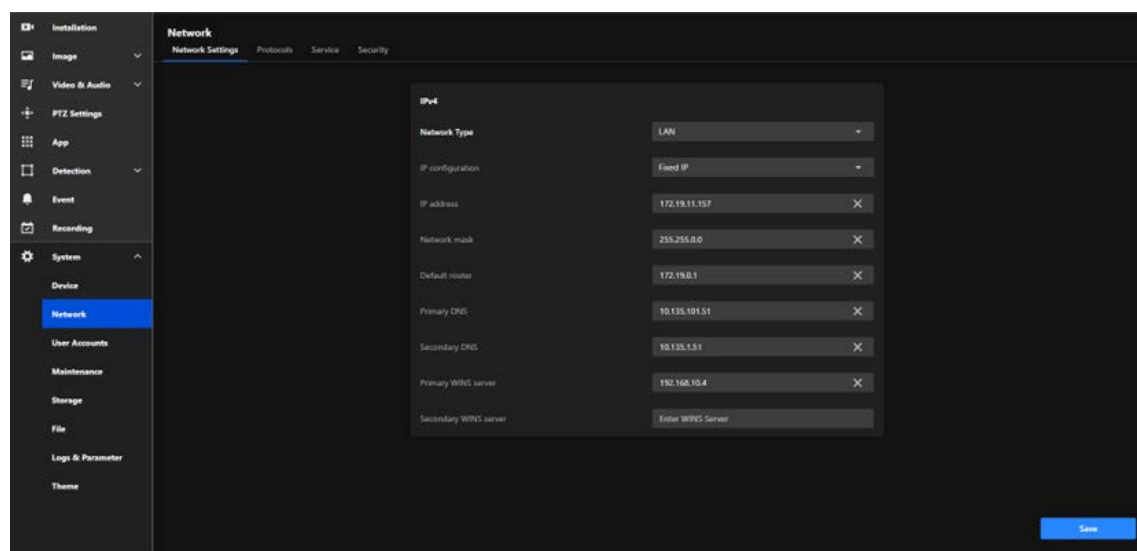 Installation
Image
Video & Audio
PTZ Settings
App
Detection
Event
Recording
System
Device
Network
User Accounts
Maintenance
Storage
File
Logs & Parameter
Theme
Network
Network Settings Protocols Service Security
IPv4
Network Type LAN
IP configuration Fixed IP
IP address 172.19.11.157
Network mask 255.255.0.0
Default router 172.19.0.1
Primary DNS 10.135.101.51
Secondary DNS 10.135.1.51
Primary WINS server 192.168.10.4
Secondary WINS server Enter WINS Server
Save